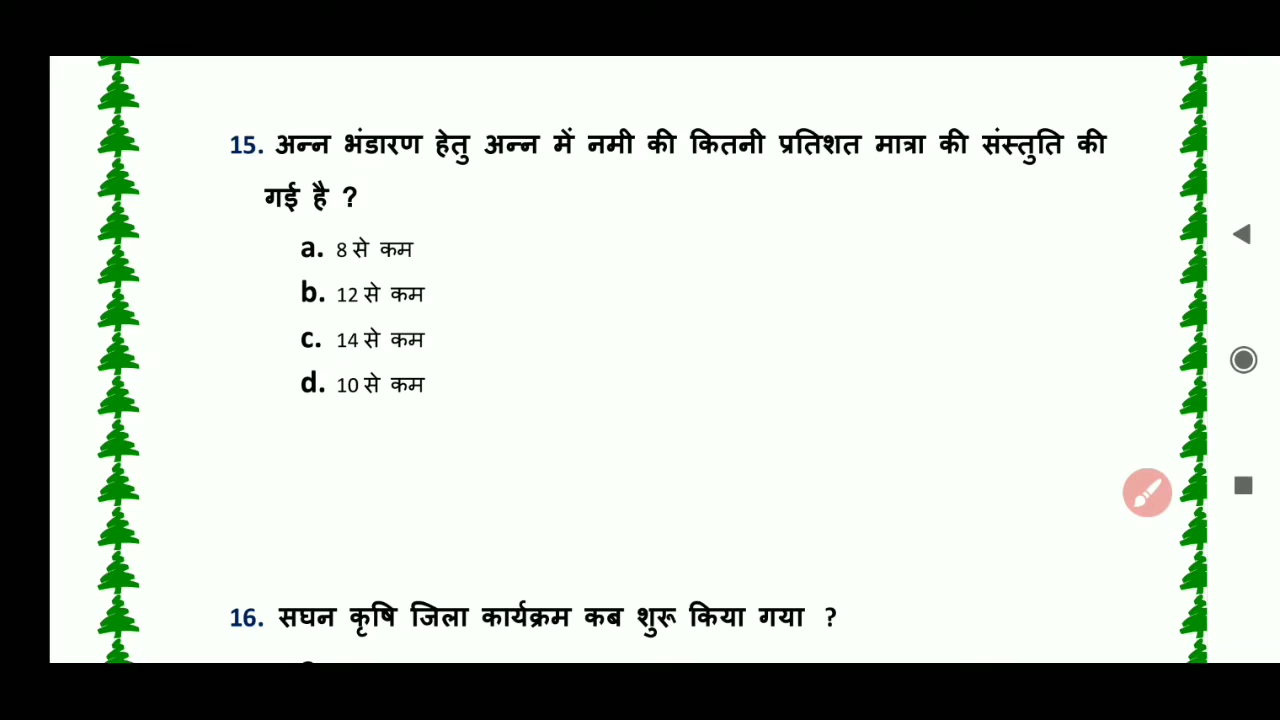 15. अन्न भंडारण हेतु अन्न में नमी की कितनी प्रतिशत मात्रा की संस्तुति की
गई है ?
a. 8 से कम
b. 12 से कम
c. 14 से कम
d. 10 से कम
16. सघन कृषि जिला कार्यक्रम कब शुरू किया गया ?